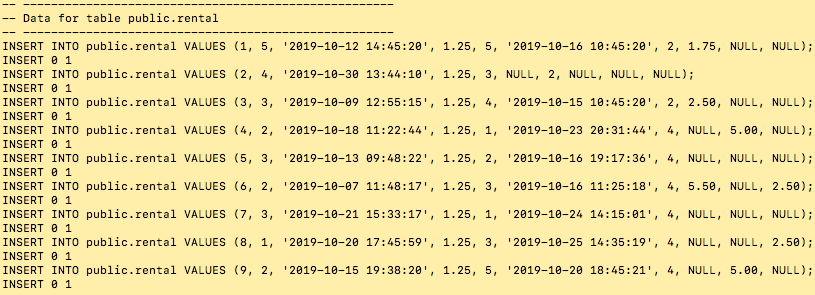 -- --------------------------------------------------
-- Data for table public.rental
-- --------------------------------------------------
INSERT INTO public.rental VALUES (1, 5, '2019-10-12 14:45:20', 1.25, 5, '2019-10-16 10:45:20', 2, 1.75, NULL, NULL);
INSERT 0 1
INSERT INTO public.rental VALUES (2, 4, '2019-10-30 13:44:10', 1.25, 3, NULL, 2, NULL, NULL, NULL);
INSERT 0 1
INSERT INTO public.rental VALUES (3, 3, '2019-10-09 12:55:15', 1.25, 4, '2019-10-15 10:45:20', 2, 2.50, NULL, NULL);
INSERT 0 1
INSERT INTO public.rental VALUES (4, 2, '2019-10-18 11:22:44', 1.25, 1, '2019-10-23 20:31:44', 4, NULL, 5.00, NULL);
INSERT 0 1
INSERT INTO public.rental VALUES (5, 3, '2019-10-13 09:48:22', 1.25, 2, '2019-10-16 19:17:36', 4, NULL, NULL, NULL);
INSERT 0 1
INSERT INTO public.rental VALUES (6, 2, '2019-10-07 11:48:17', 1.25, 3, '2019-10-16 11:25:18', 4, 5.50, NULL, 2.50);
INSERT 0 1
INSERT INTO public.rental VALUES (7, 3, '2019-10-21 15:33:17', 1.25, 1, '2019-10-24 14:15:01', 4, NULL, NULL, NULL);
INSERT 0 1
INSERT INTO public.rental VALUES (8, 1, '2019-10-20 17:45:59', 1.25, 3, '2019-10-25 14:35:19', 4, NULL, NULL, 2.50);
INSERT 0 1
INSERT INTO public.rental VALUES (9, 2, '2019-10-15 19:38:20', 1.25, 5, '2019-10-20 18:45:21', 4, NULL, 5.00, NULL);
INSERT 0 1